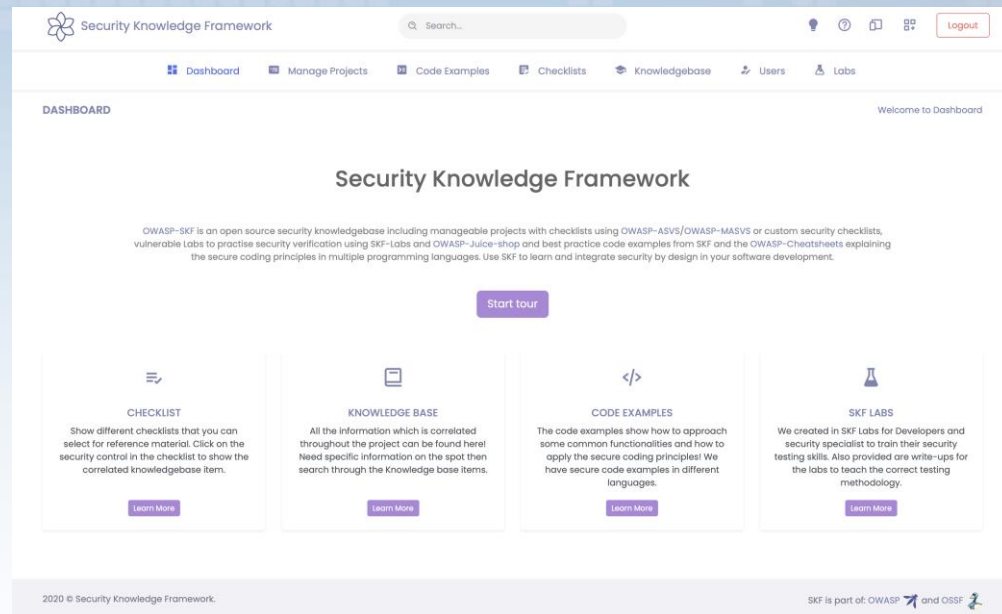 Security Knowledge Framework
Search...
Logout
Dashboard
Manage Projects
Code Examples
Checklists
Knowledgebase
Users
Labs
DASHBOARD
Welcome to Dashboard
Security Knowledge Framework
OWASP-SKF is an open source security knowledgebase including manageable projects with checklists using OWASP-ASVS/OWASP-MASVS or custom security checklists,
vulnerable Labs to practise security verification using SKF-Labs and OWASP-Juice-shop and best practice code examples from SKF and the OWASP-Cheatsheets explaining
the secure coding principles in multiple programming languages. Use SKF to learn and integrate security by design in your software development.
Start tour
CHECKLIST
Show different checklists that you can
select for reference material. Click on the
security control in the checklist to show the
correlated knowledgebase item.
Learn More
KNOWLEDGE BASE
All the information which is correlated
throughout the project can be found here!
Need specific information on the spot then
search through the Knowledge base items.
Learn More
CODE EXAMPLES
The code examples show how to approach
some common functionalities and how to
apply the secure coding principles! We
have secure code examples in different
languages.
Learn More
SKF LABS
We created in SKF Labs for Developers and
security specialist to train their security
testing skills. Also provided are write-ups for
the labs to teach the correct testing
methodology.
Learn More
2020 © Security Knowledge Framework.
SKF is part of: OWASP and OSSF